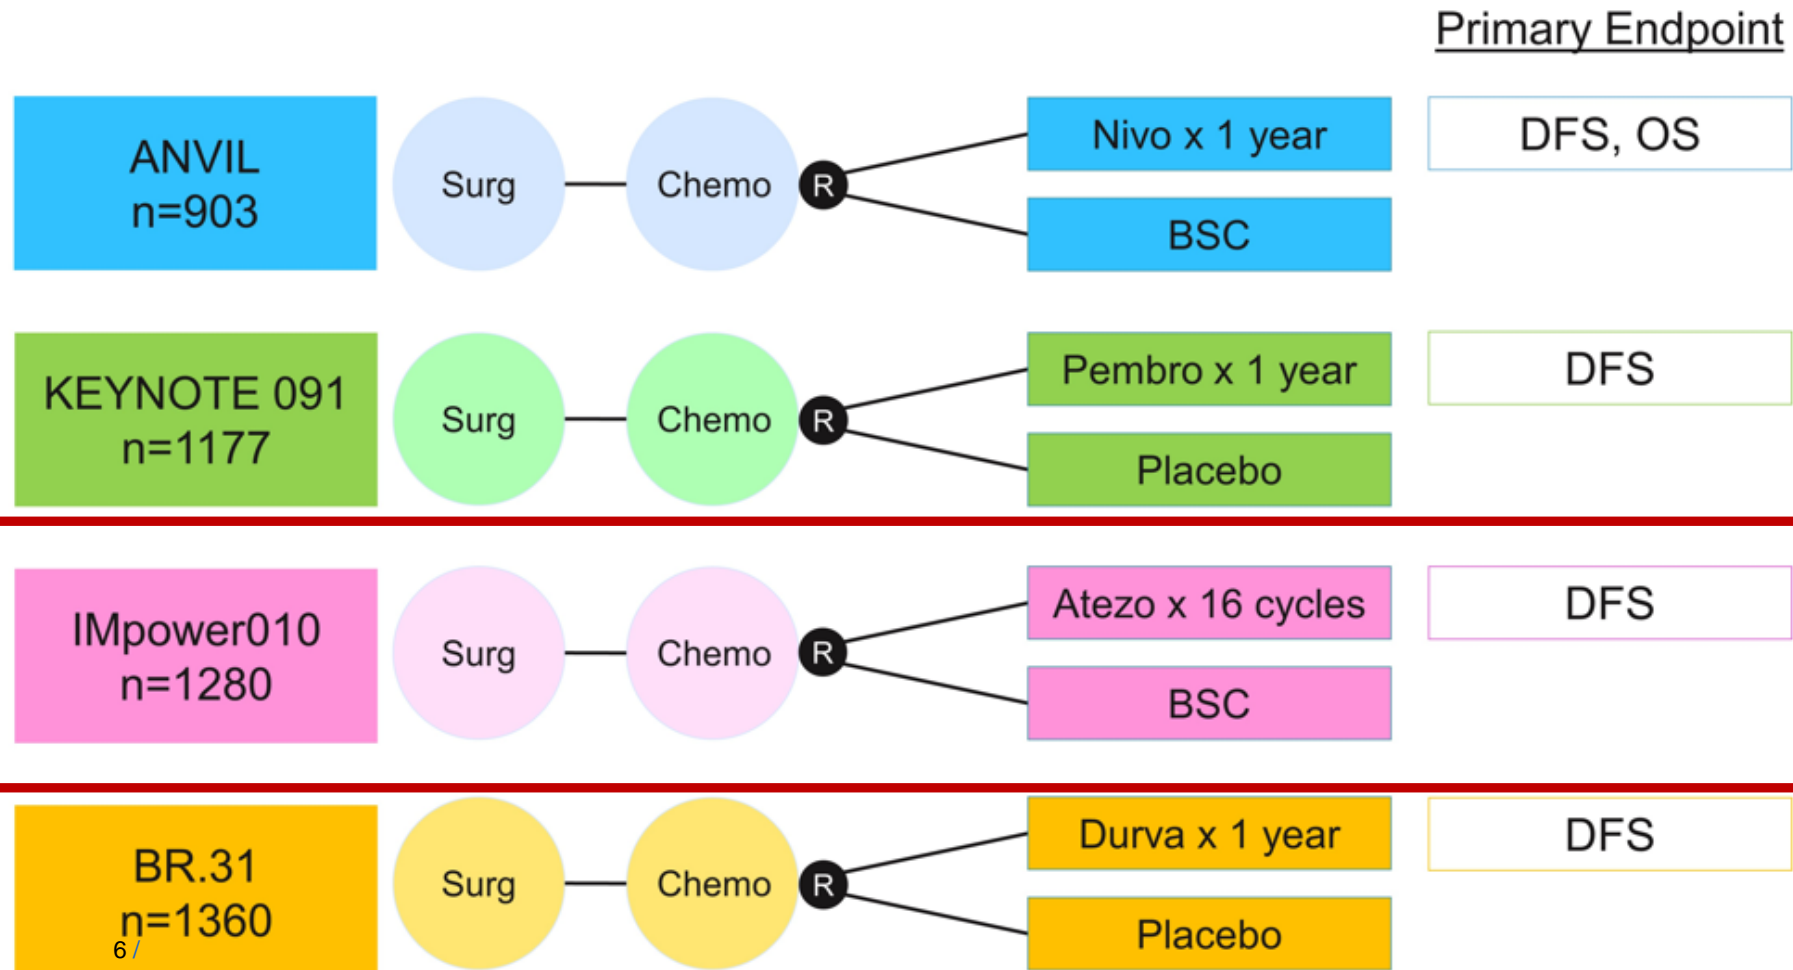 Primary Endpoint
ANVIL
n=903
Surg
Chemo
R
Nivo x 1 year
BSC
DFS, OS
KEYNOTE 091
n=1177
Surg
Chemo
R
Pembro x 1 year
Placebo
DFS
IMpower010
n=1280
Surg
Chemo
R
Atezo x 16 cycles
BSC
DFS
BR.31
n=1360
Surg
Chemo
R
Durva x 1 year
Placebo
DFS
6 /